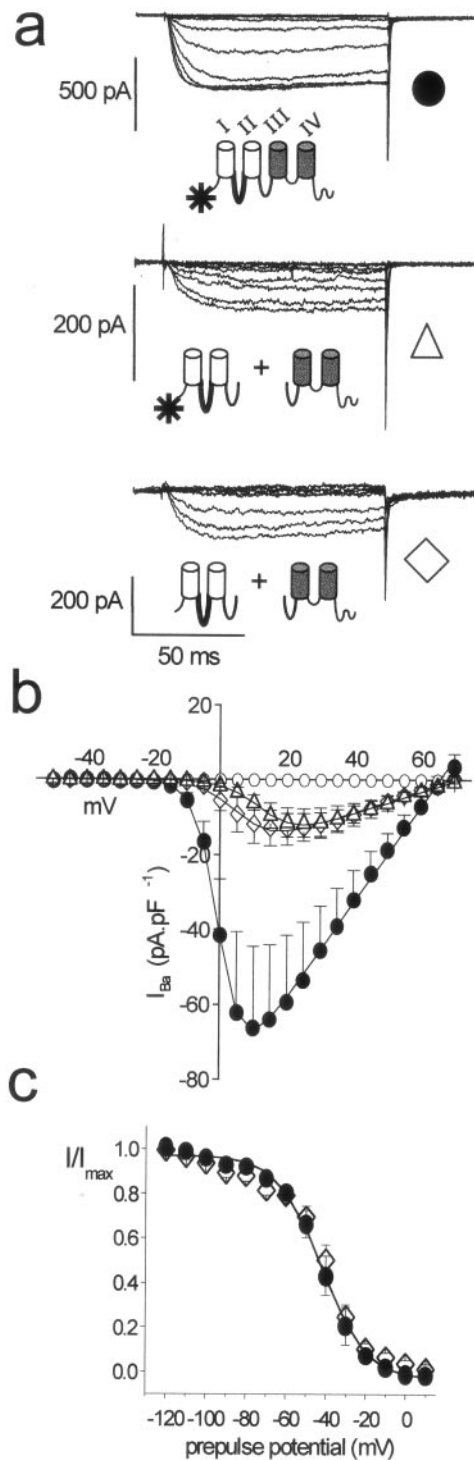 a
500 pA
I II III IV
200 pA
+
200 pA
+
50 ms
b
20
-40 -20 20 40 60
mV
-20
-40
-60
-80
I Ba (pA.pF -1)
c
I/I max
1.0
0.8
0.6
0.4
0.2
0.0
-120 -100 -80 -60 -40 -20 0
prepulse potential (mV)